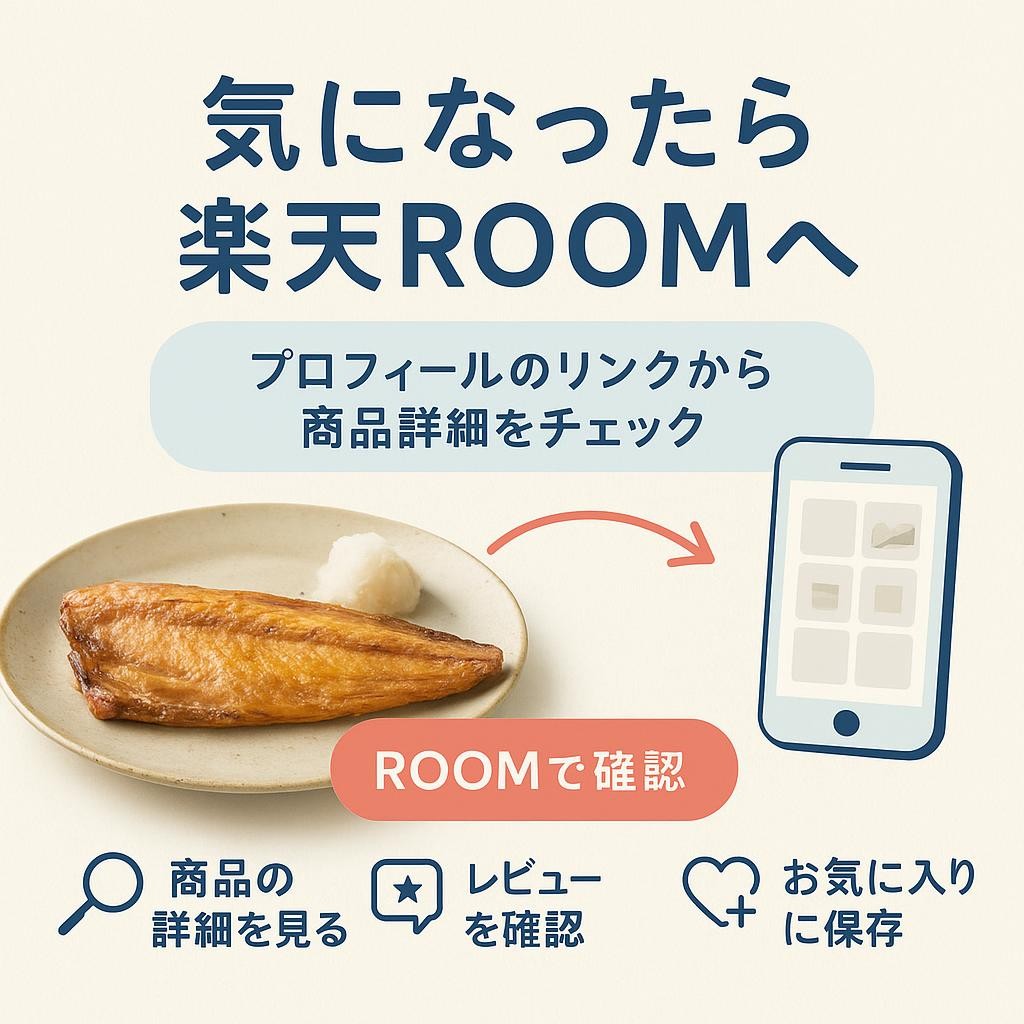 気になったら
楽天ROOMへ
プロフィールのリンクから
商品詳細をチェック
ROOMで確認
商品の
詳細を見る
レビュー
を確認
お気に入り
に保存